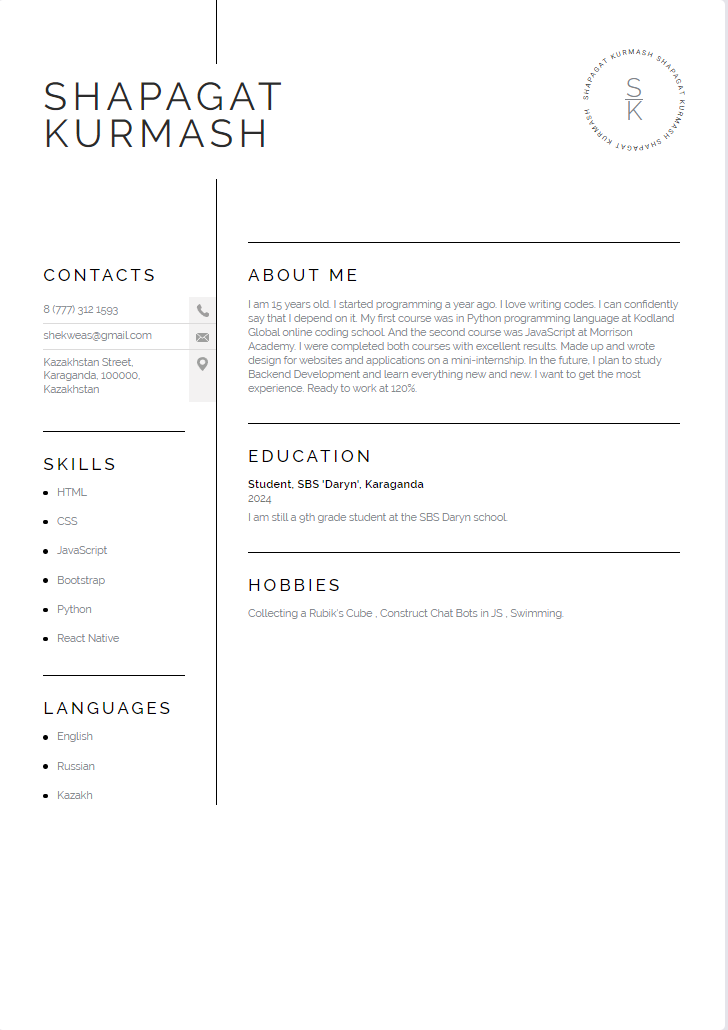 SHAPAGAT
KURMASH
SHAPAGAT KURMASH SHAPAGAT KURMASH SHAPAGAT KURMASH
S
K
CONTACTS
8 (777) 312 1593
shekweas@gmail.com
Kazakhstan Street,
Karaganda, 100000,
Kazakhstan
SKILLS
HTML
CSS
JavaScript
Bootstrap
Python
React Native
LANGUAGES
English
Russian
Kazakh
ABOUT ME
I am 15 years old. I started programming a year ago. I love writing codes. I can confidently
say that I depend on it. My first course was in Python programming language at Kodland
Global online coding school. And the second course was JavaScript at Morrison
Academy. I were completed both courses with excellent results. Made up and wrote
design for websites and applications on a mini-internship. In the future, I plan to study
Backend Development and learn everything new and new. I want to get the most
experience. Ready to work at 120%.
EDUCATION
Student, SBS 'Daryn', Karaganda
2024
I am still a 9th grade student at the SBS Daryn school.
HOBBIES
Collecting a Rubik's Cube , Construct Chat Bots in JS , Swimming.